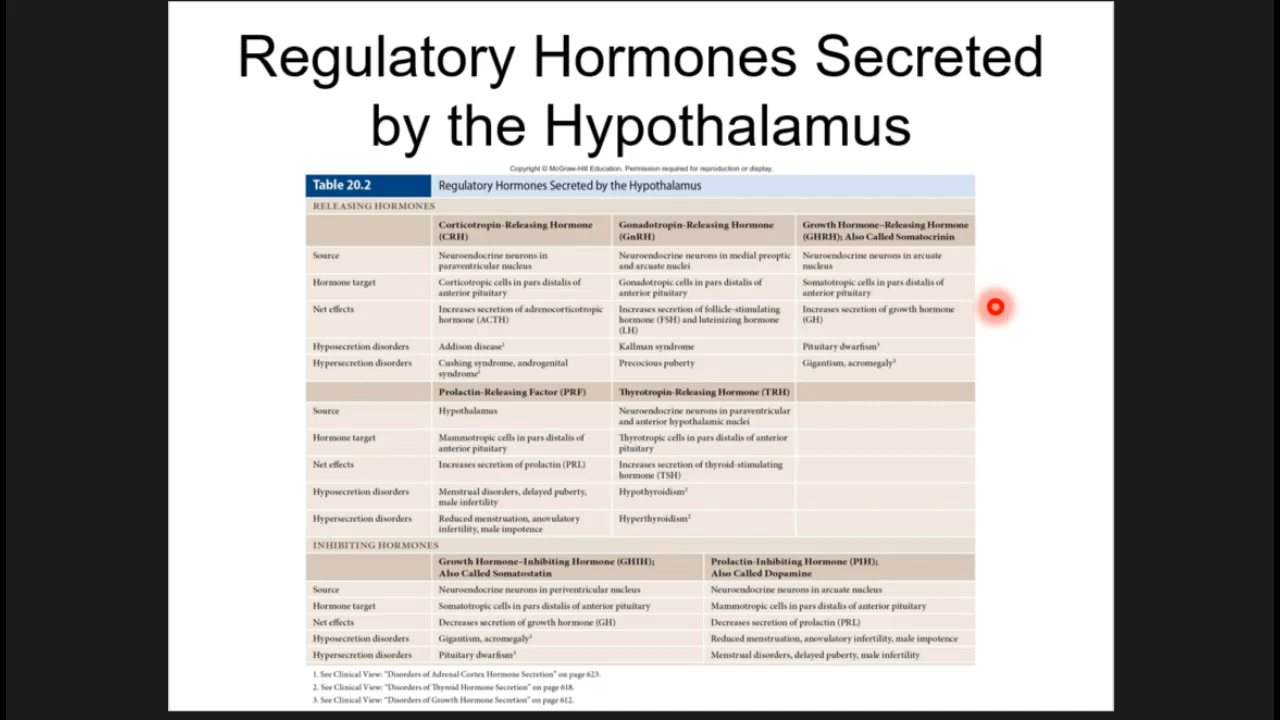 Regulatory Hormones Secreted
by the Hypothalamus
Copyright © McGraw-Hill Education. Permission required for reproduction or display.
Table 20.2 Regulatory Hormones Secreted by the Hypothalamus
RELEASING HORMONES
Corticotropin-Releasing Hormone Gonadotropin-Releasing Hormone Growth Hormone–Releasing Hormone
(CRH) (GnRH) (GHRH); Also Called Somatocrinin
Source Neuroendocrine neurons in Neuroendocrine neurons in medial preoptic Neuroendocrine neurons in arcuate
paraventricular nucleus and arcuate nuclei nucleus
Hormone target Corticotropic cells in pars distalis of Gonadotropic cells in pars distalis of Somatotropic cells in pars distalis of
anterior pituitary anterior pituitary anterior pituitary
Net effects Increases secretion of adrenocorticotropic Increases secretion of follicle-stimulating Increases secretion of growth hormone
hormone (ACTH) hormone (FSH) and luteinizing hormone (GH)
(LH)
Hyposecretion disorders Addison disease¹ Kallman syndrome Pituitary dwarfism³
Hypersecretion disorders Cushing syndrome, androgenital Precocious puberty Gigantism, acromegaly³
syndrome¹
Prolactin-Releasing Factor (PRF) Thyrotropin-Releasing Hormone (TRH)
Source Hypothalamus Neuroendocrine neurons in paraventricular
and anterior hypothalamic nuclei
Hormone target Mammotropic cells in pars distalis of Thyrotropic cells in pars distalis of anterior
anterior pituitary pituitary
Net effects Increases secretion of prolactin (PRL) Increases secretion of thyroid-stimulating
hormone (TSH)
Hyposecretion disorders Menstrual disorders, delayed puberty, Hypothyroidism²
male infertility
Hypersecretion disorders Reduced menstruation, anovulatory Hyperthyroidism²
infertility, male impotence
INHIBITING HORMONES
Growth Hormone–Inhibiting Hormone (GHIH); Prolactin-Inhibiting Hormone (PIH);
Also Called Somatostatin Also Called Dopamine
Source Neuroendocrine neurons in periventricular nucleus Neuroendocrine neurons in arcuate nucleus
Hormone target Somatotropic cells in pars distalis of anterior pituitary Mammotropic cells in pars distalis of anterior pituitary
Net effects Decreases secretion of growth hormone (GH) Decreases secretion of prolactin (PRL)
Hyposecretion disorders Gigantism, acromegaly³ Reduced menstruation, anovulatory infertility, male impotence
Hypersecretion disorders Pituitary dwarfism³ Menstrual disorders, delayed puberty, male infertility
1. See Clinical View: "Disorders of Adrenal Cortex Hormone Secretion" on page 623.
2. See Clinical View: "Disorders of Thyroid Hormone Secretion" on page 618.
3. See Clinical View: "Disorders of Growth Hormone Secretion" on page 612.